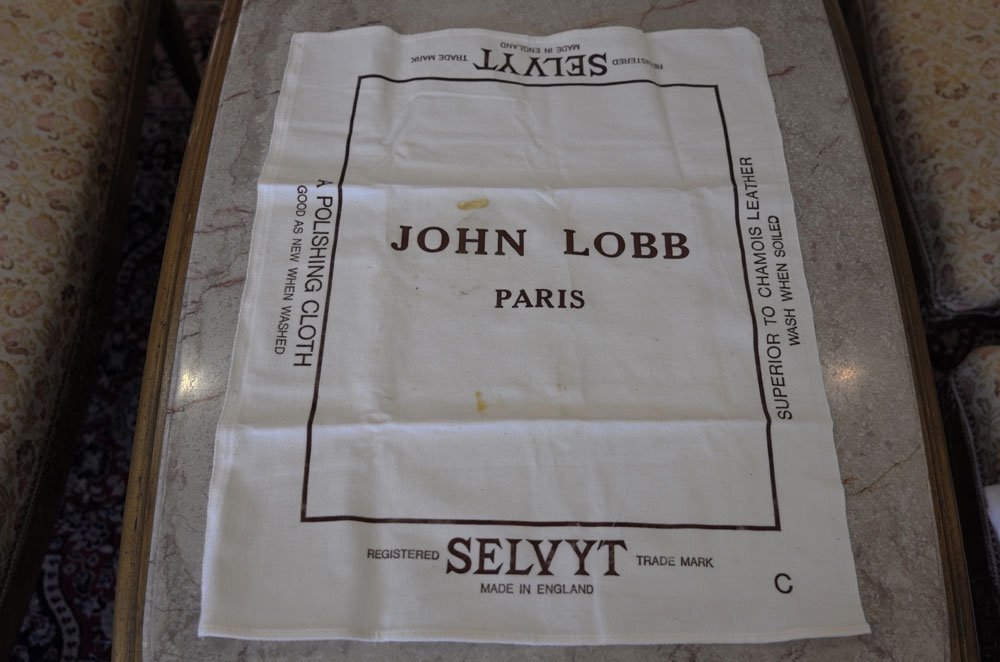 REGISTERED SELVYT TRADE MARK
MADE IN ENGLAND
A POLISHING CLOTH
GOOD AS NEW WHEN WASHED
JOHN LOBB
PARIS
SUPERIOR TO CHAMOIS LEATHER
WASH WHEN SOILED
REGISTERED SELVYT TRADE MARK
MADE IN ENGLAND
C